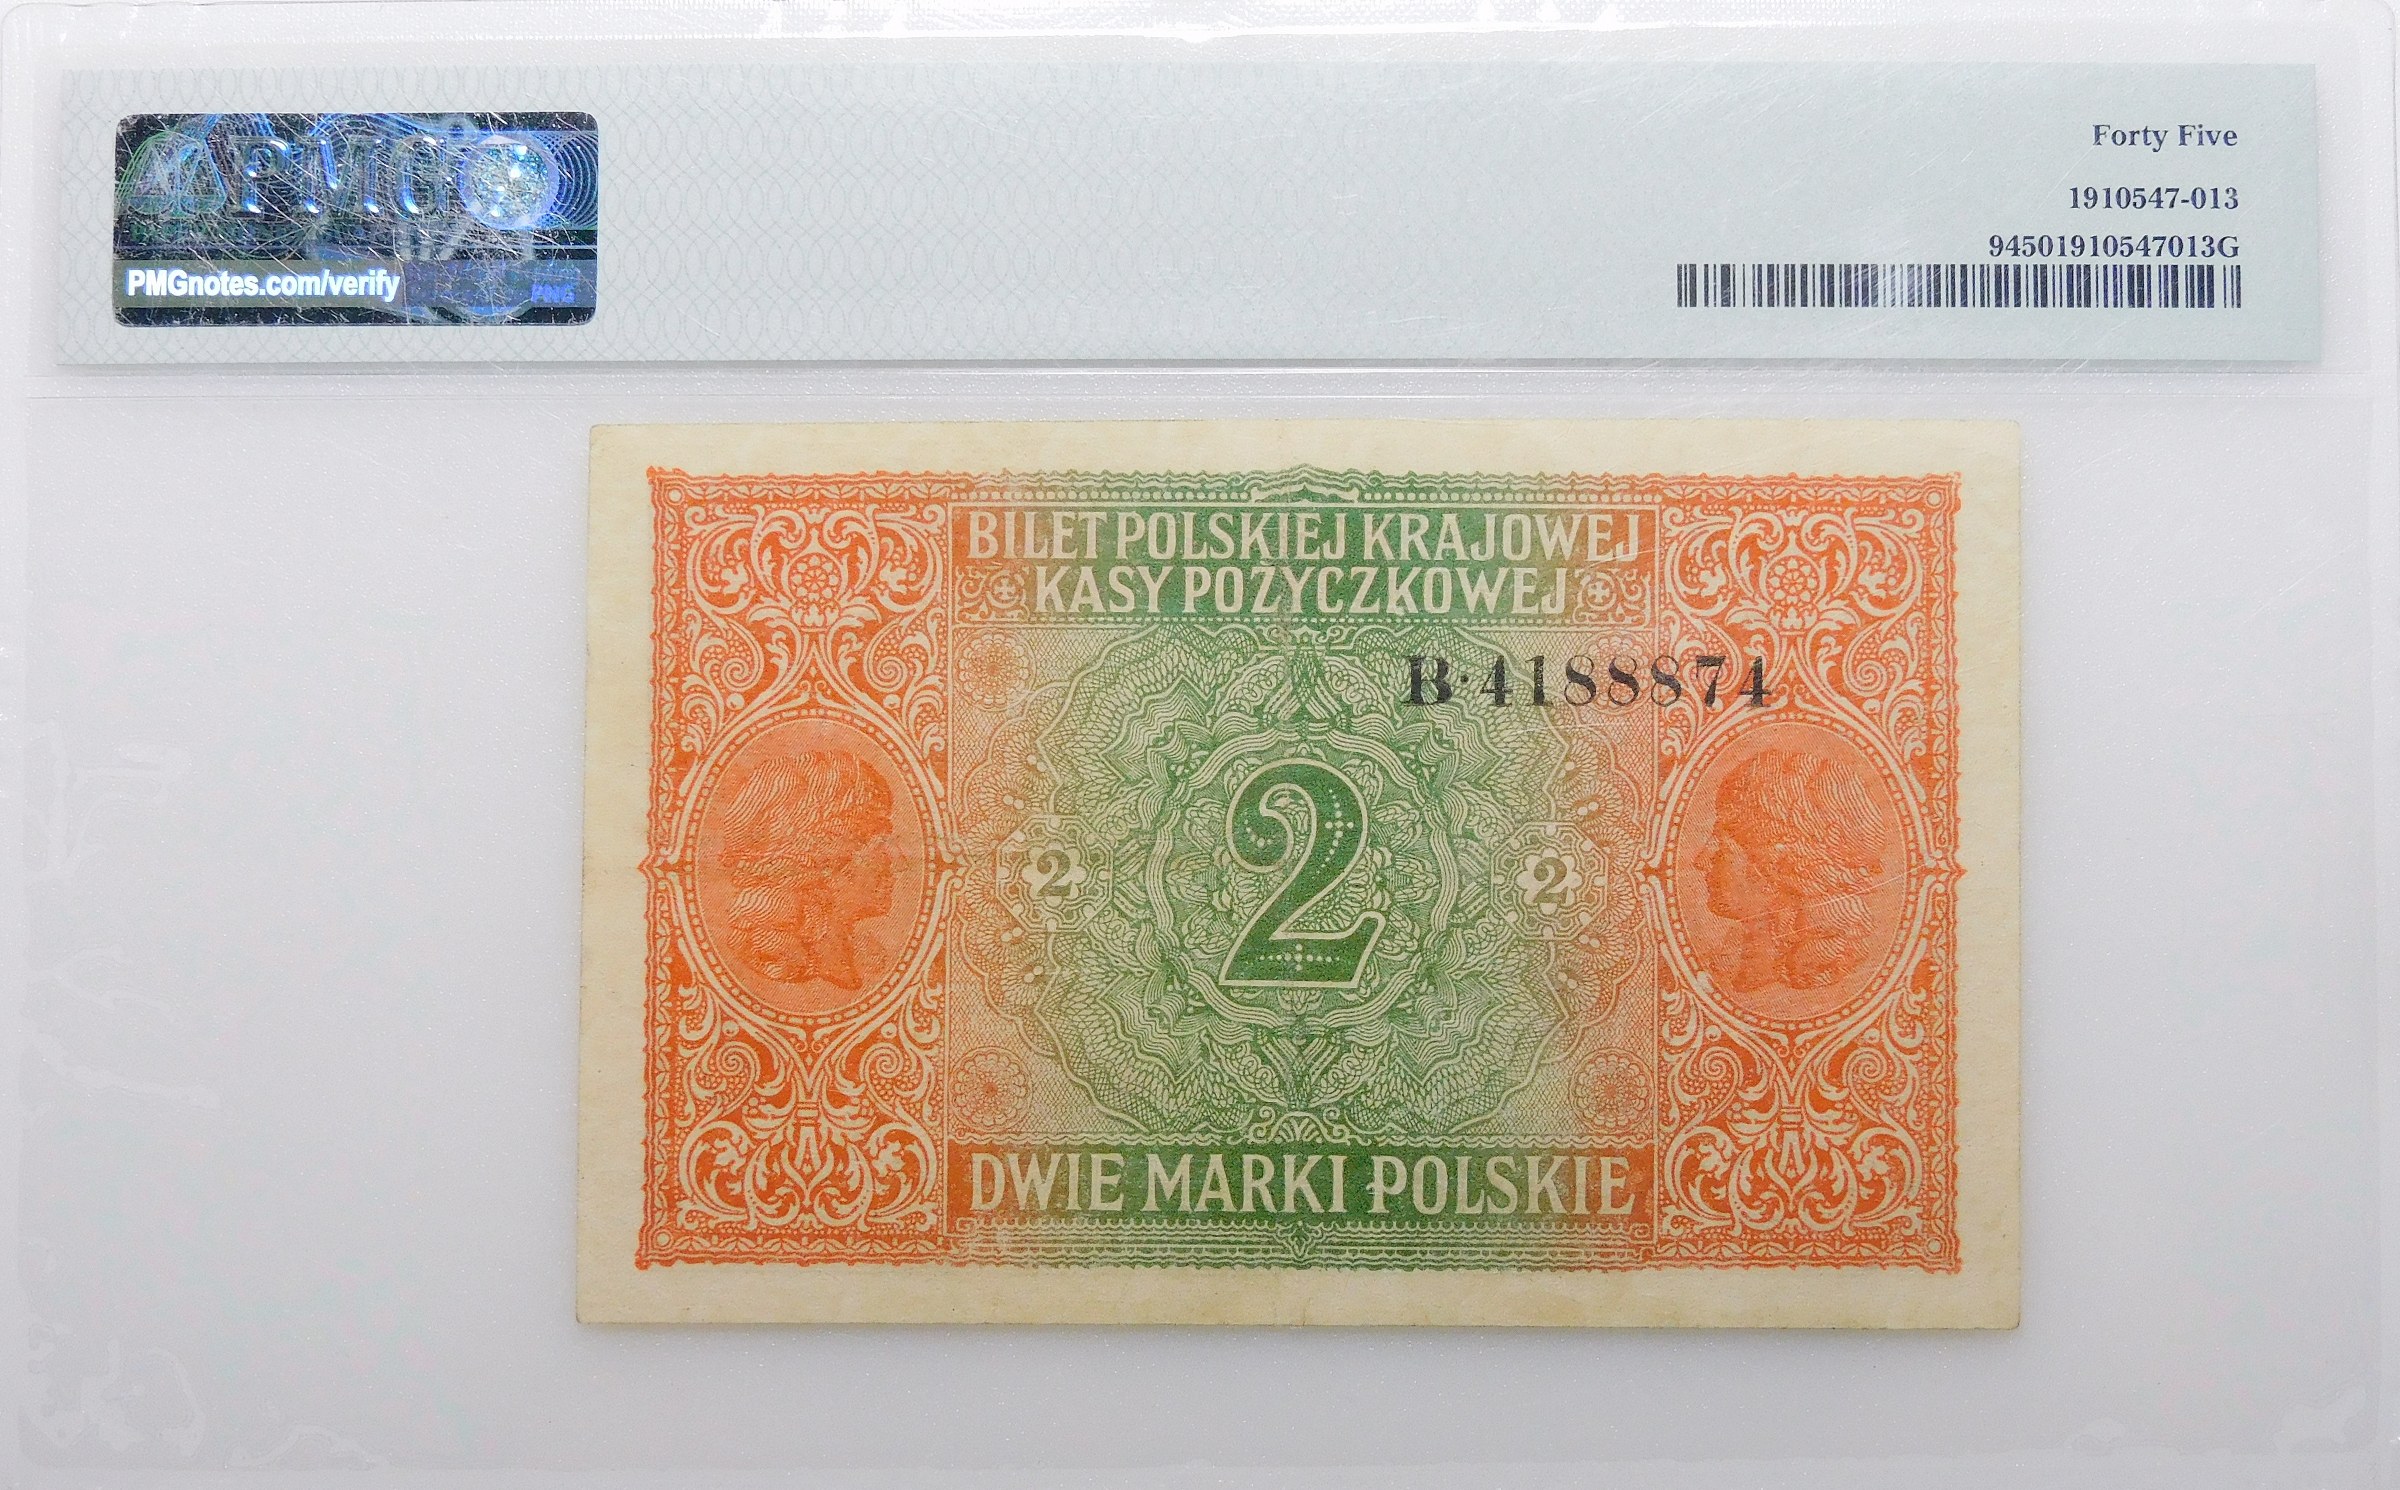 PMG
PMGnotes.com/verify
PNG
Forty Five
1910547-013
94501910547013G
BILET POLSKIEJ KRAJOWEJ
KASY POŻYCZKOWEJ
B·4188874
2
2
2
DWIE MARKI POLSKIE